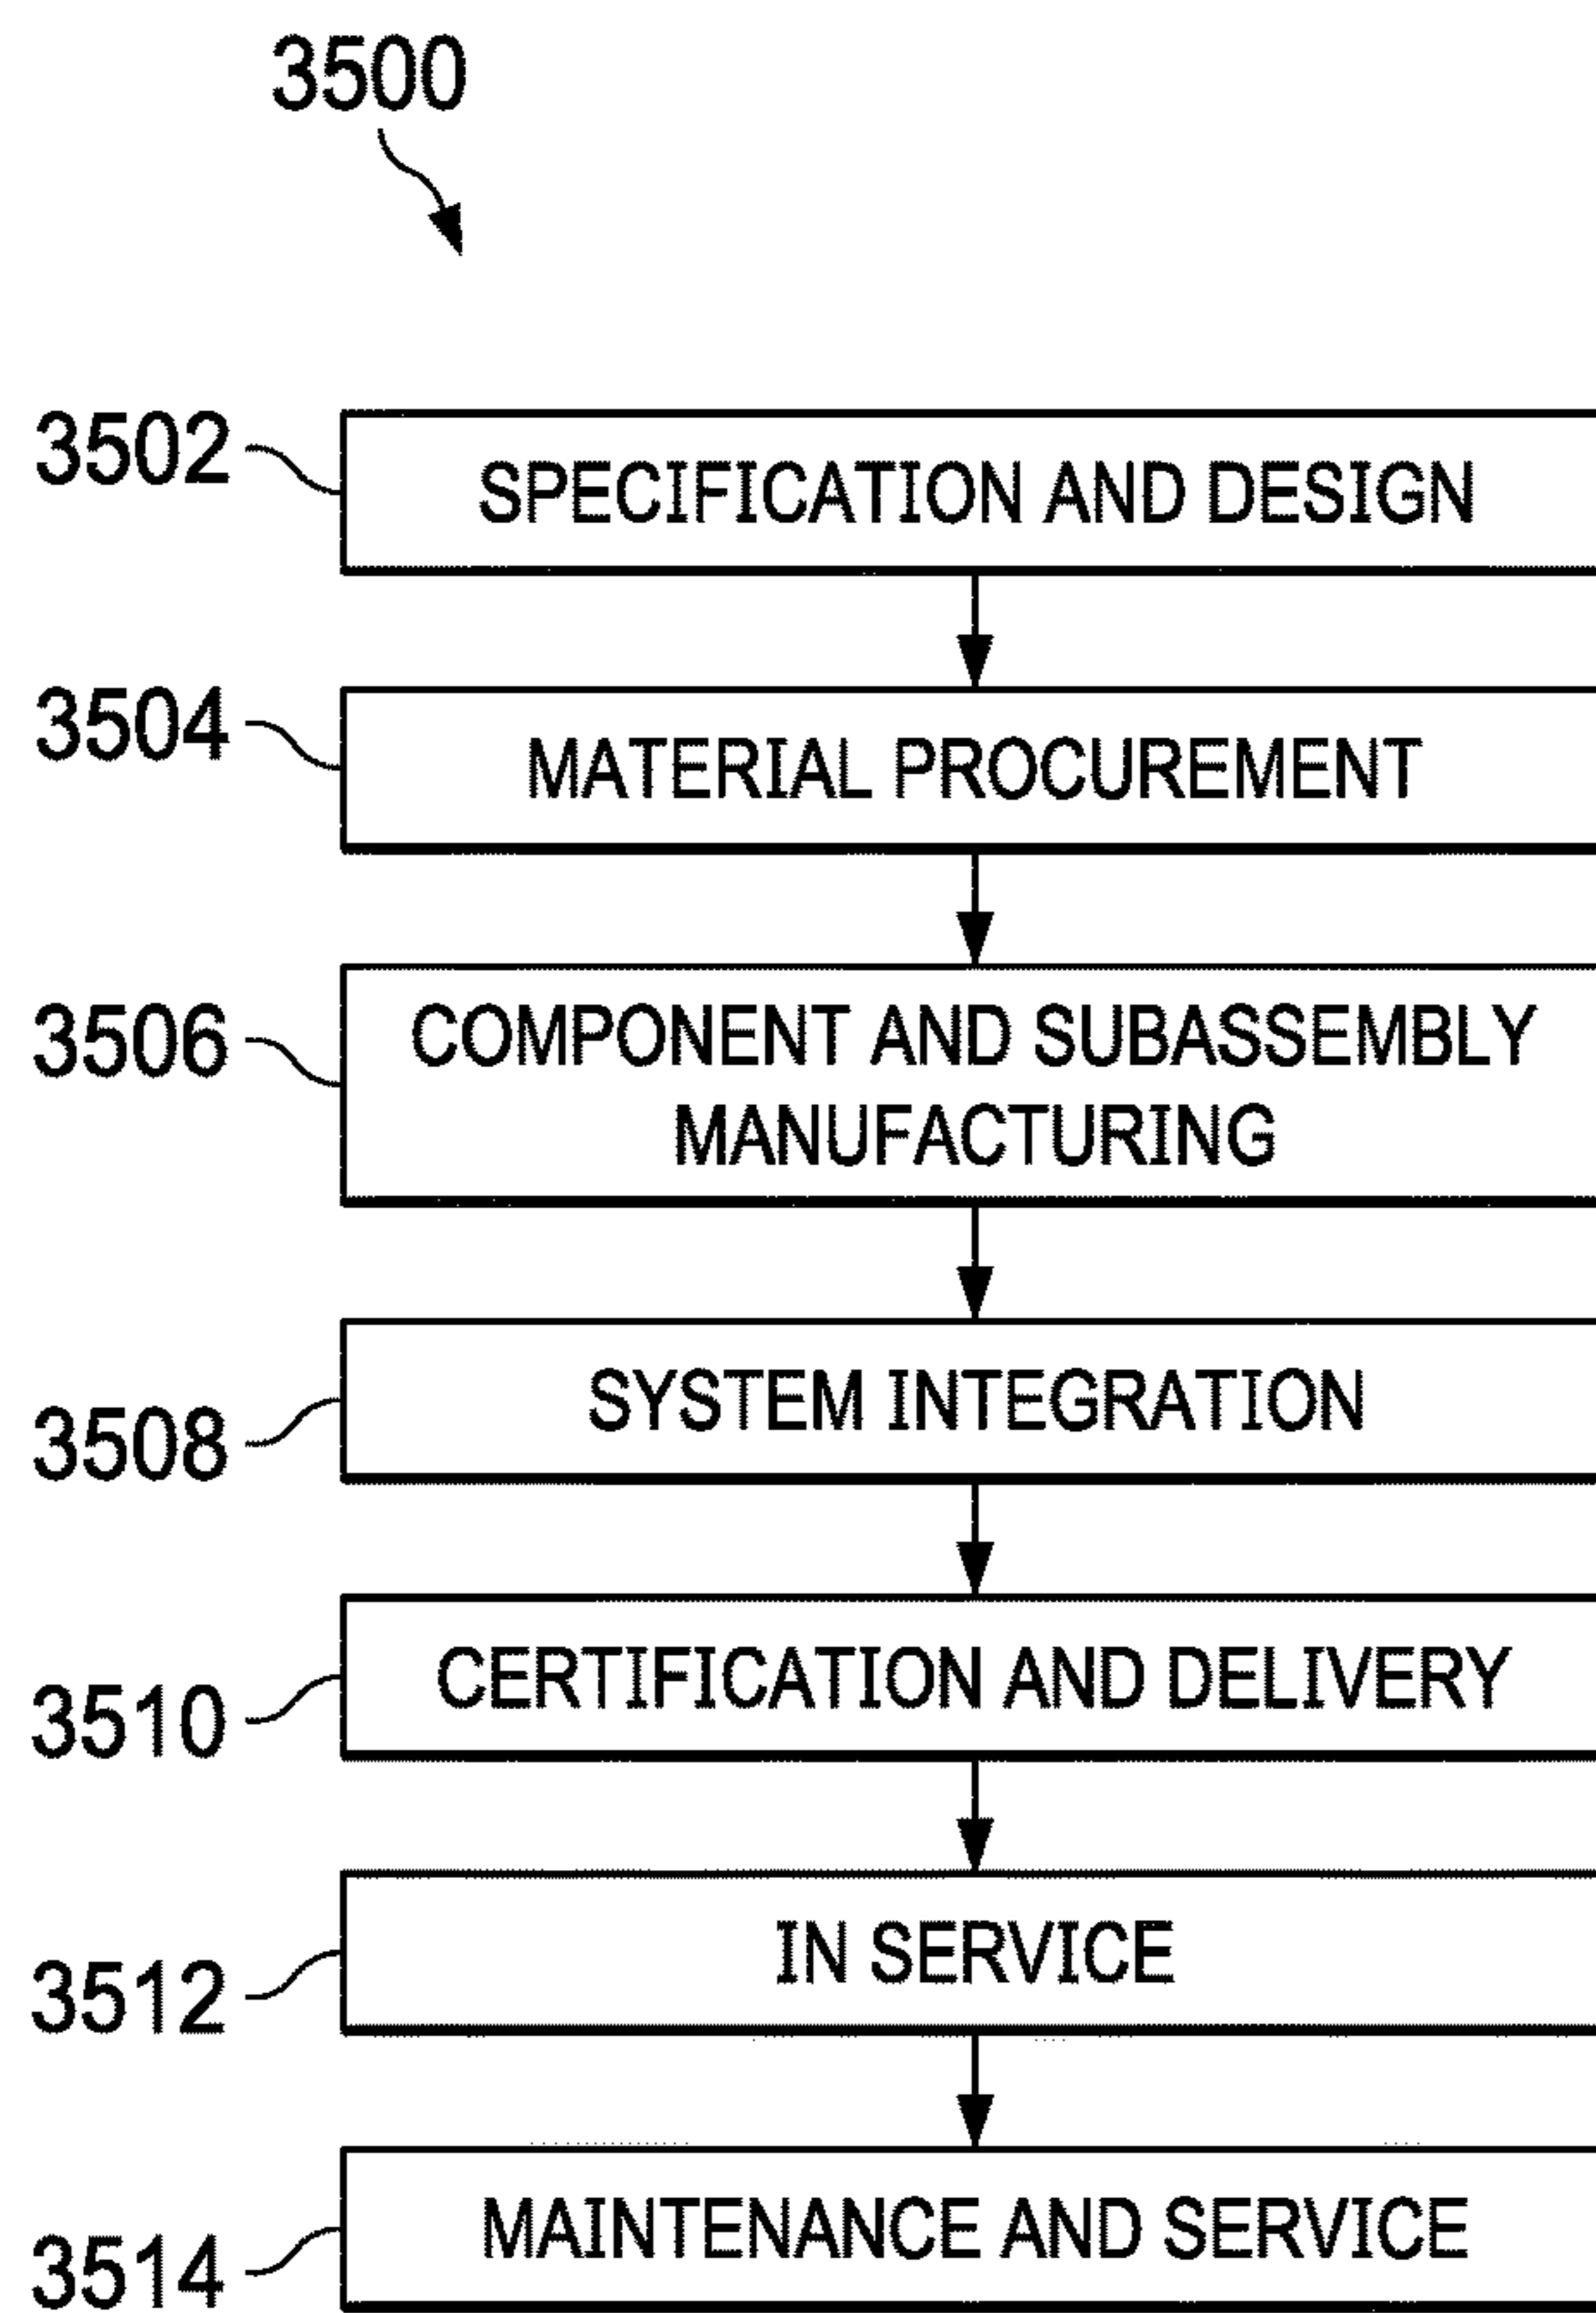 3500
3502
SPECIFICATION AND DESIGN
3504
MATERIAL PROCUREMENT
3506
COMPONENT AND SUBASSEMBLY
MANUFACTURING
3508
SYSTEM INTEGRATION
3510
CERTIFICATION AND DELIVERY
3512
IN SERVICE
3514
MAINTENANCE AND SERVICE